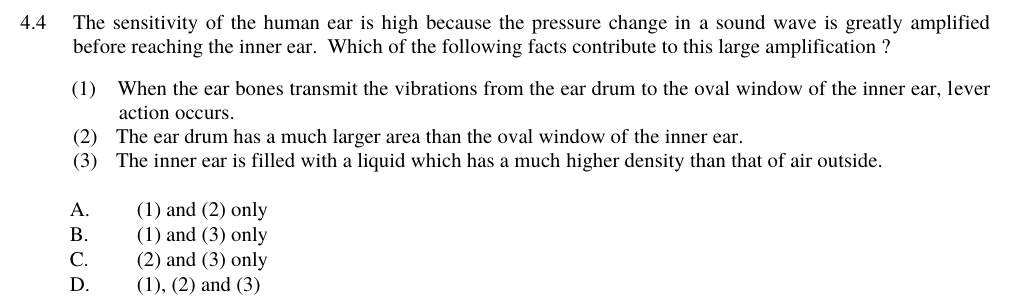 4.4 The sensitivity of the human ear is high because the pressure change in a sound wave is greatly amplified
before reaching the inner ear. Which of the following facts contribute to this large amplification ?
(1) When the ear bones transmit the vibrations from the ear drum to the oval window of the inner ear, lever
action occurs.
(2) The ear drum has a much larger area than the oval window of the inner ear.
(3) The inner ear is filled with a liquid which has a much higher density than that of air outside.
A. (1) and (2) only
B. (1) and (3) only
C. (2) and (3) only
D. (1), (2) and (3)